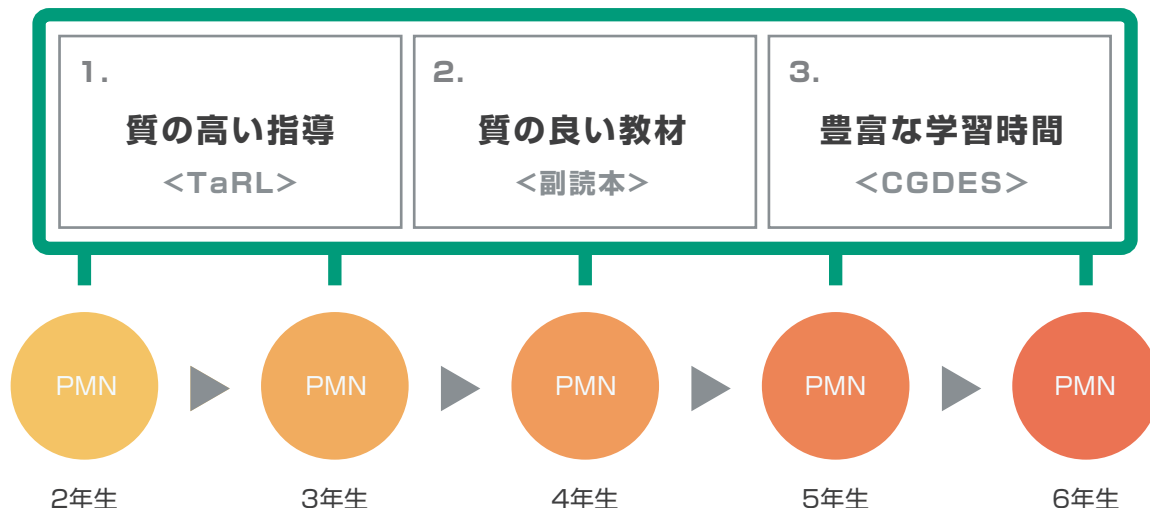 1.
質の高い指導
<TaRL>
2.
質の良い教材
<副読本>
3.
豊富な学習時間
<CGDES>
PMN
PMN
PMN
PMN
PMN
2年生
3年生
4年生
5年生
6年生